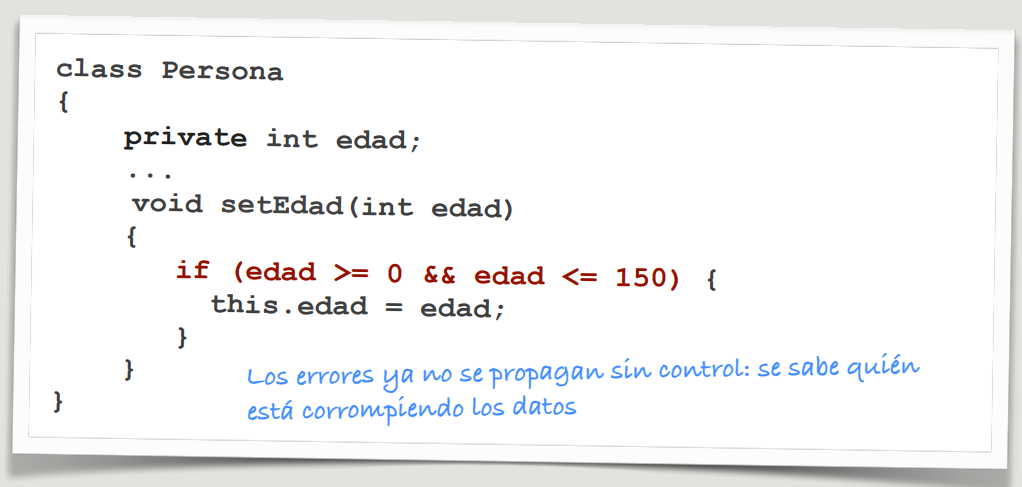 class Persona
{
private int edad;
...
void setEdad(int edad)
{
if (edad >= 0 && edad <= 150) {
this.edad = edad;
}
}
}
Los errores ya no se propagan sin control: se sabe quién
está corrompiendo los datos